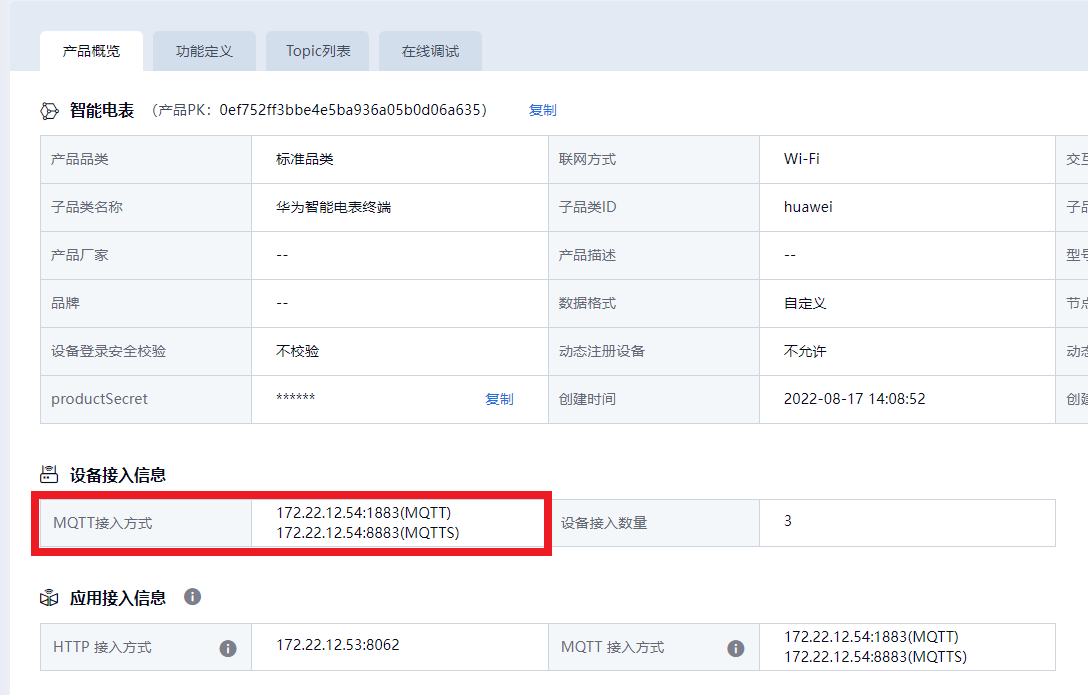 产品概览 功能定义 Topic列表 在线调试
智能电表 （产品PK：0ef752ff3bbe4e5ba936a05b0d06a635） 复制
产品品类 标准品类 联网方式 Wi-Fi 交互
子品类名称 华为智能电表终端 子品类ID huawei 子品
产品厂家 -- 产品描述 -- 型号
品牌 -- 数据格式 自定义 节点
设备登录安全校验 不校验 动态注册设备 不允许 动态
productSecret ****** 复制 创建时间 2022-08-17 14:08:52 创建
设备接入信息
MQTT接入方式 172.22.12.54:1883(MQTT)
172.22.12.54:8883(MQTTS)
设备接入数量 3
应用接入信息
HTTP 接入方式 172.22.12.53:8062 MQTT 接入方式 172.22.12.54:1883(MQTT)
172.22.12.54:8883(MQTTS)